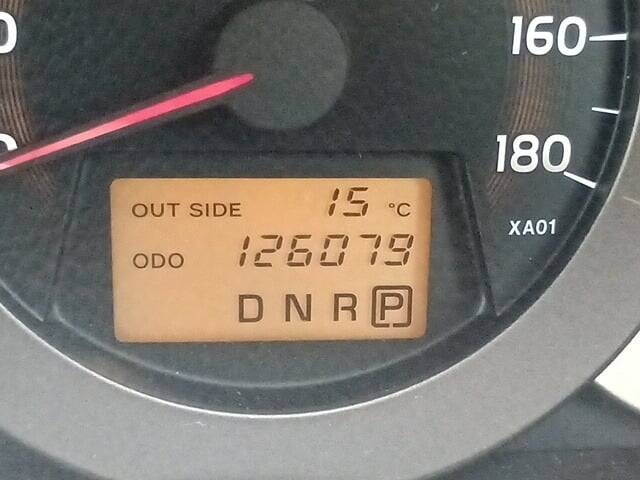 160
180
XA01
OUT SIDE 15 °C
ODO 126079
D N R P